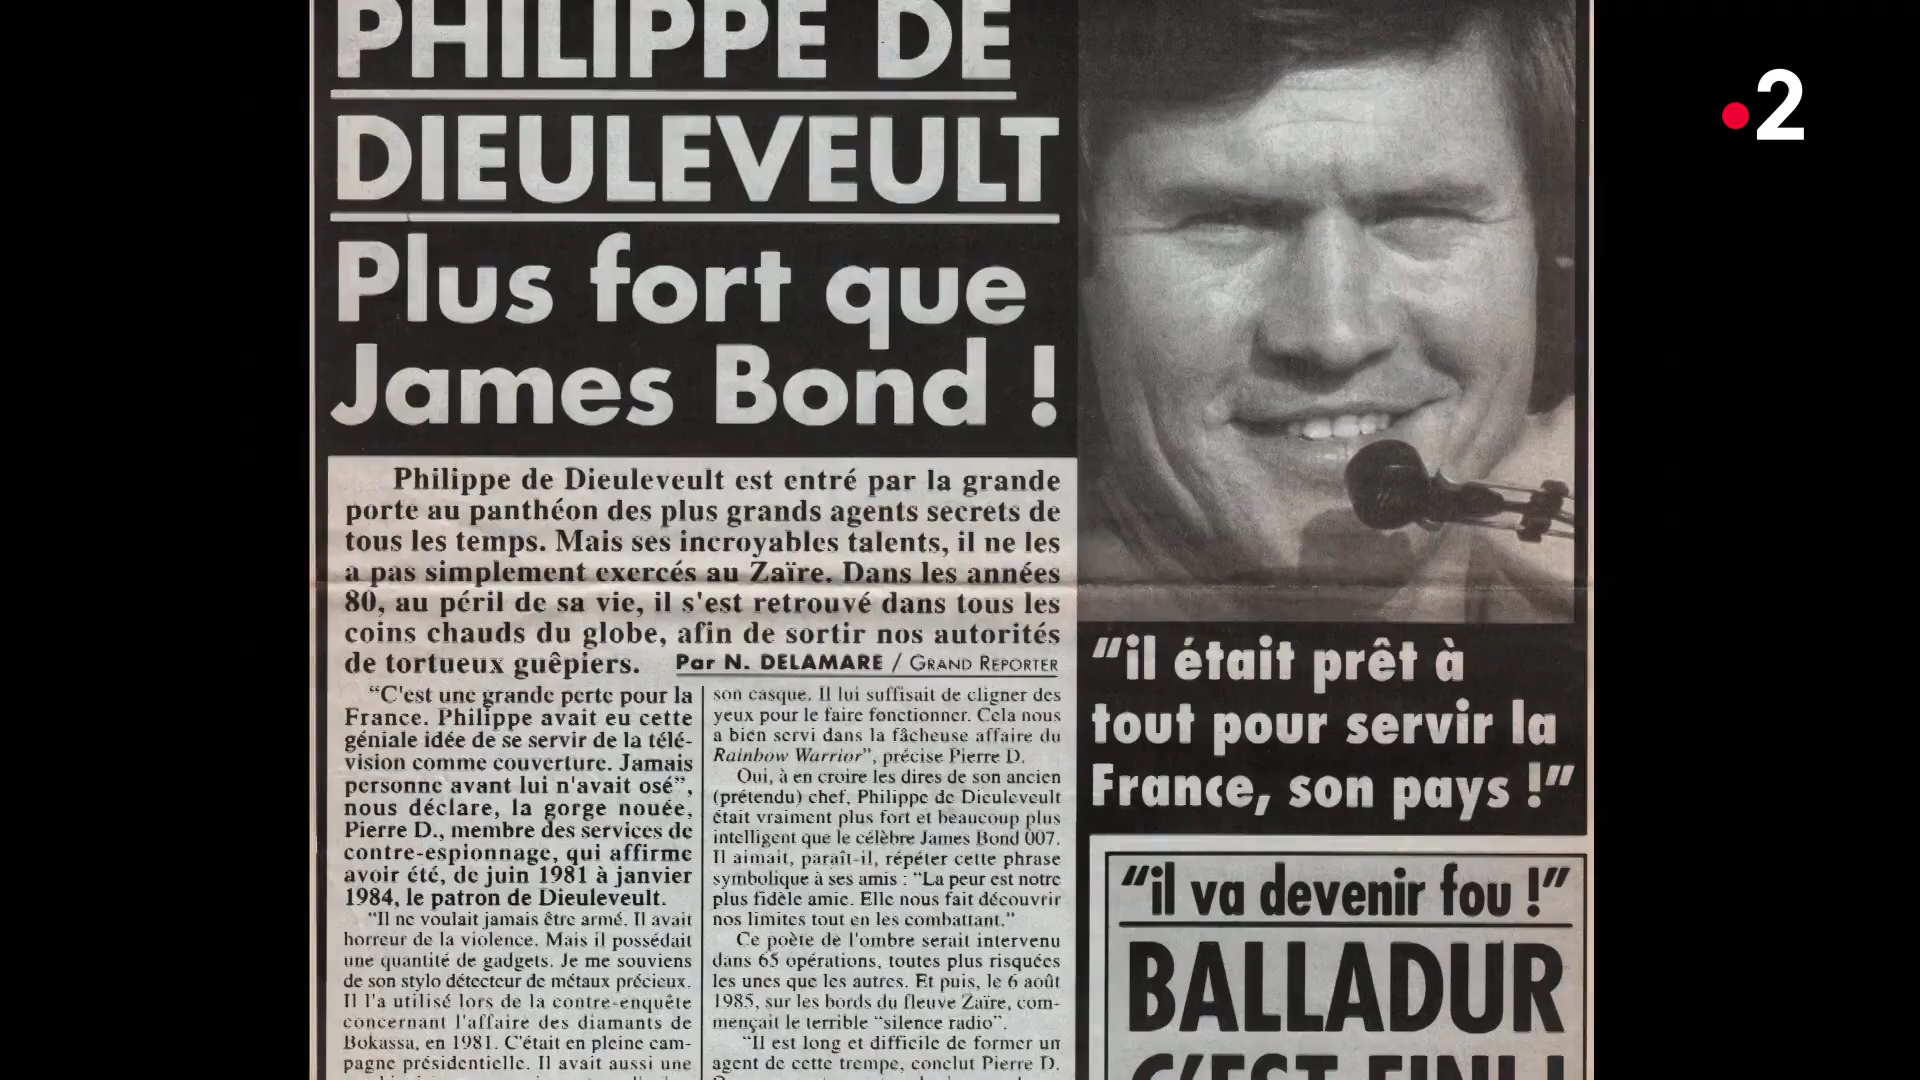 PHILIPPE DE
DIEULEVEULT
Plus fort que
James Bond !
Philippe de Dieuleveult est entré par la grande
porte au panthéon des plus grands agents secrets de
tous les temps. Mais ses incroyables talents, il ne les
a pas simplement exercés au Zaïre. Dans les années
80, au péril de sa vie, il s'est retrouvé dans tous les
coins chauds du globe, afin de sortir nos autorités
de tortueux guêpiers.
Par N. DELAMARE / GRAND REPORTER
“C'est une grande perte pour la
France. Philippe avait eu cette
géniale idée de se servir de la télé-
vision comme couverture. Jamais
personne avant lui n'avait osé”,
nous déclare, la gorge nouée,
Pierre D., membre des services de
contre-espionnage, qui affirme
avoir été, de juin 1981 à janvier
1984, le patron de Dieuleveult.
“Il ne voulait jamais être armé. Il avait
horreur de la violence. Mais il possédait
une quantité de gadgets. Je me souviens
de son stylo détecteur de métaux précieux.
Il l'a utilisé lors de la contre-enquête
concernant l'affaire des diamants de
Bokassa, en 1981. C'était en pleine cam-
pagne présidentielle. Il avait aussi une
son casque. Il lui suffisait de cligner des
yeux pour le faire fonctionner. Cela nous
a bien servi dans la fâcheuse affaire du
Rainbow Warrior”, précise Pierre D.
Oui, à en croire les dires de son ancien
(prétendu) chef, Philippe de Dieuleveult
était vraiment plus fort et beaucoup plus
intelligent que le célèbre James Bond 007.
Il aimait, paraît-il, répéter cette phrase
symbolique à ses amis : “La peur est notre
plus fidèle amie. Elle nous fait découvrir
nos limites tout en les combattant.”
Ce poète de l'ombre serait intervenu
dans 65 opérations, toutes plus risquées
les unes que les autres. Et puis, le 6 août
1985, sur les bords du fleuve Zaïre, com-
mençait le terrible “silence radio”.
“Il est long et difficile de former un
agent de cette trempe, conclut Pierre D.
“il était prêt à
tout pour servir la
France, son pays !”
“il va devenir fou !”
BALLADUR
C'EST FINI !
2